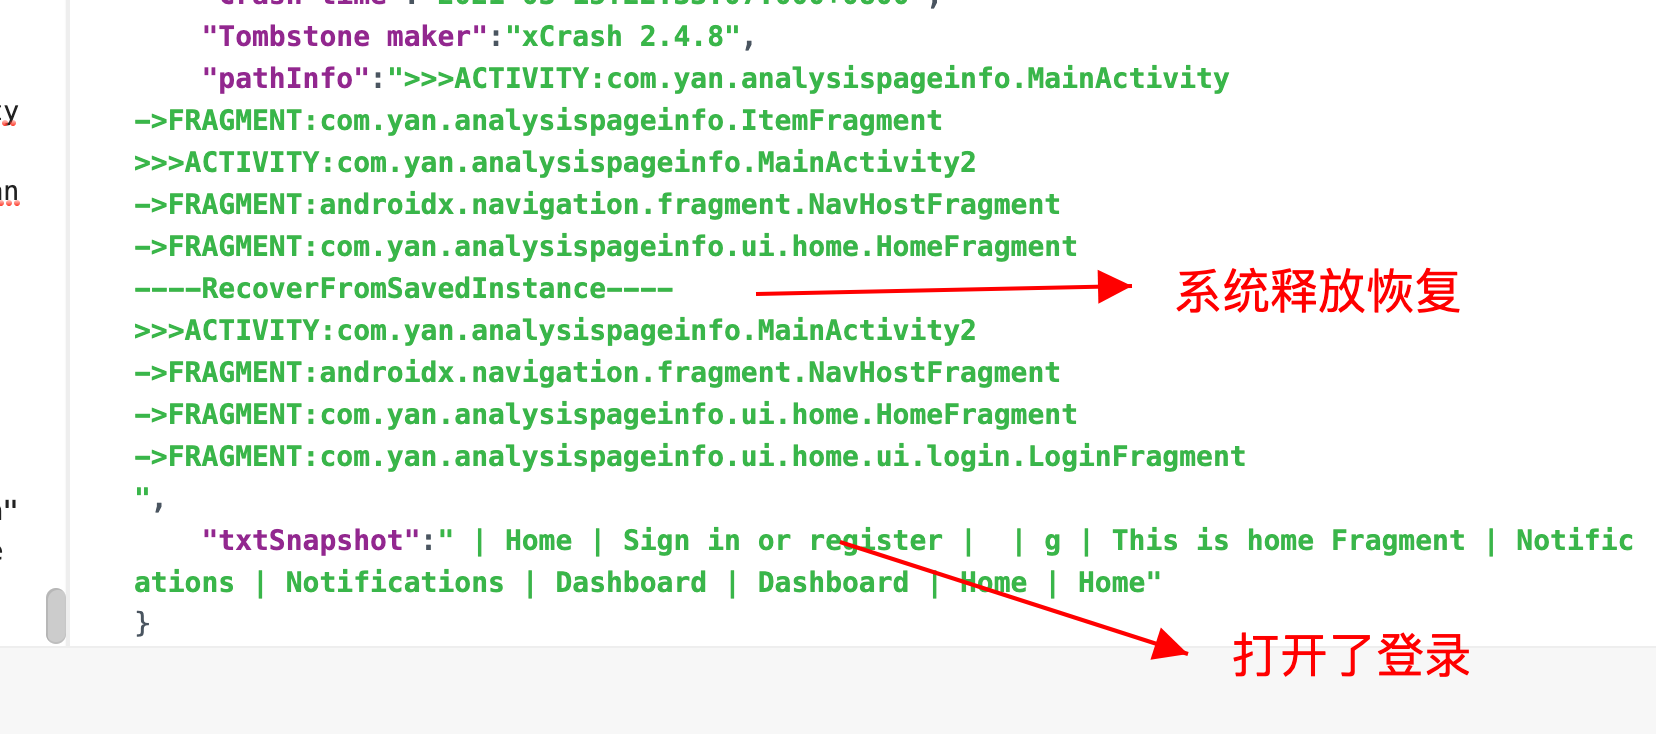 "Tombstone maker":"xCrash 2.4.8",
"pathInfo":">>>ACTIVITY:com.yan.analysispageinfo.MainActivity
->FRAGMENT:com.yan.analysispageinfo.ItemFragment
>>>ACTIVITY:com.yan.analysispageinfo.MainActivity2
->FRAGMENT:androidx.navigation.fragment.NavHostFragment
->FRAGMENT:com.yan.analysispageinfo.ui.home.HomeFragment
----RecoverFromSavedInstance---- 系统释放恢复
>>>ACTIVITY:com.yan.analysispageinfo.MainActivity2
->FRAGMENT:androidx.navigation.fragment.NavHostFragment
->FRAGMENT:com.yan.analysispageinfo.ui.home.HomeFragment
->FRAGMENT:com.yan.analysispageinfo.ui.home.ui.login.LoginFragment
",
"txtSnapshot":" | Home | Sign in or register |  | g | This is home Fragment | Notific
ations | Notifications | Dashboard | Dashboard | Home | Home"
}
打开了登录